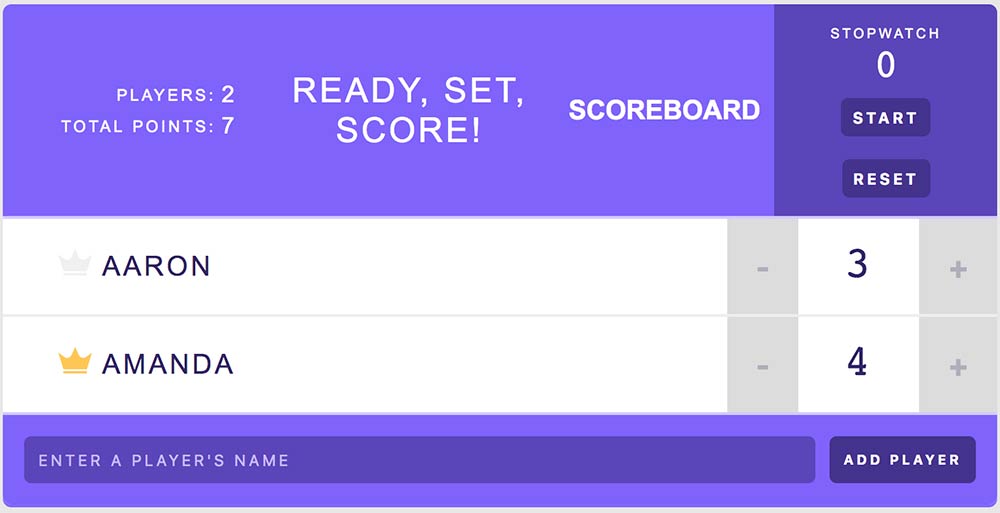 PLAYERS: 2
TOTAL POINTS: 7
READY, SET,
SCORE!
SCOREBOARD
STOPWATCH
0
START
RESET
AARON
- 3 +
AMANDA
- 4 +
ENTER A PLAYER'S NAME
ADD PLAYER